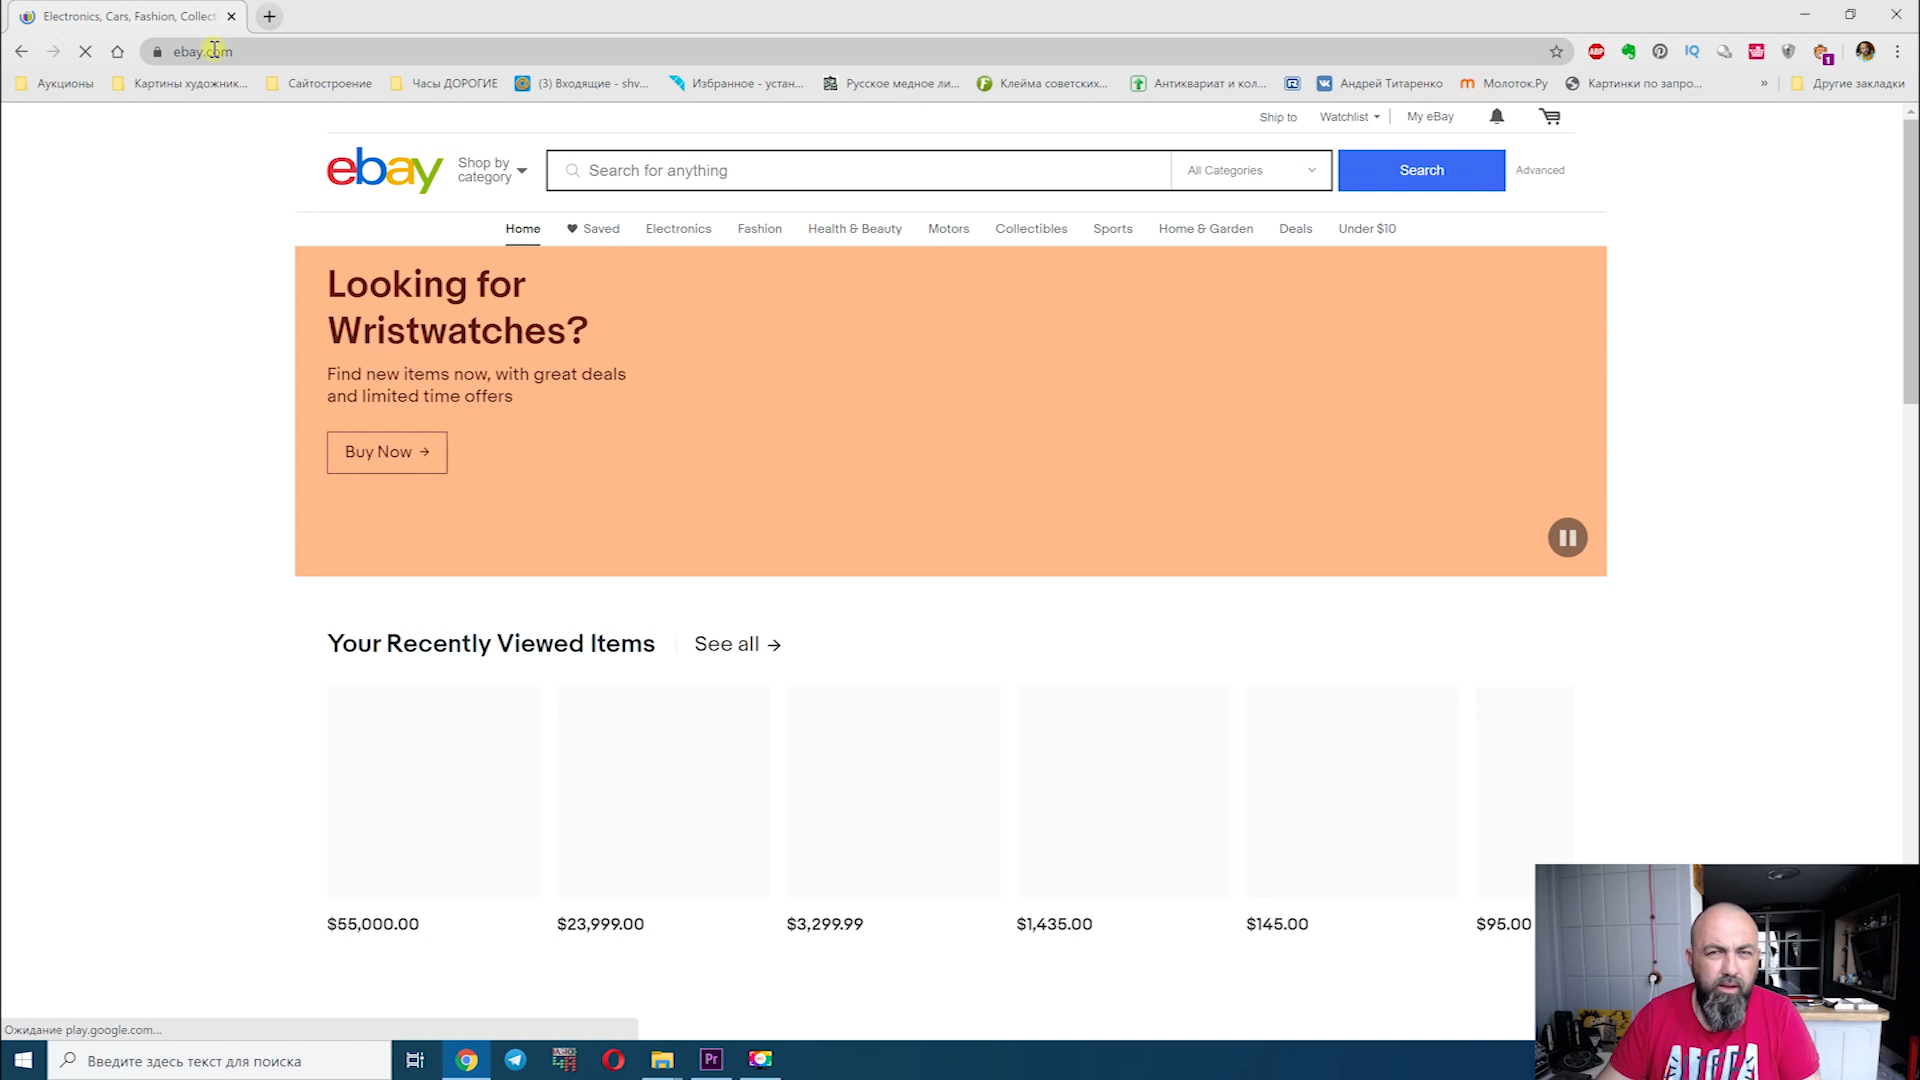 Electronics, Cars, Fashion, Collect
ebay.com
Аукционы
Картины художник...
Сайтостроение
Часы ДОРОГИЕ
(3) Входящие - shv...
Избранное - устан...
Русское медное ли...
Клейма советских...
Антиквариат и кол...
Андрей Титаренко
Молоток.Ру
Картинки по запро...
»
Другие закладки
Ship to
Watchlist
My eBay
ebay
Shop by
category
Search for anything
All Categories
Search
Advanced
Home
Saved
Electronics
Fashion
Health & Beauty
Motors
Collectibles
Sports
Home & Garden
Deals
Under $10
Looking for
Wristwatches?
Find new items now, with great deals
and limited time offers
Buy Now →
Your Recently Viewed Items
See all →
$55,000.00
$23,999.00
$3,299.99
$1,435.00
$145.00
$95.00
Ожидание play.google.com...
Введите здесь текст для поиска
Pr
ABP
IQ
1